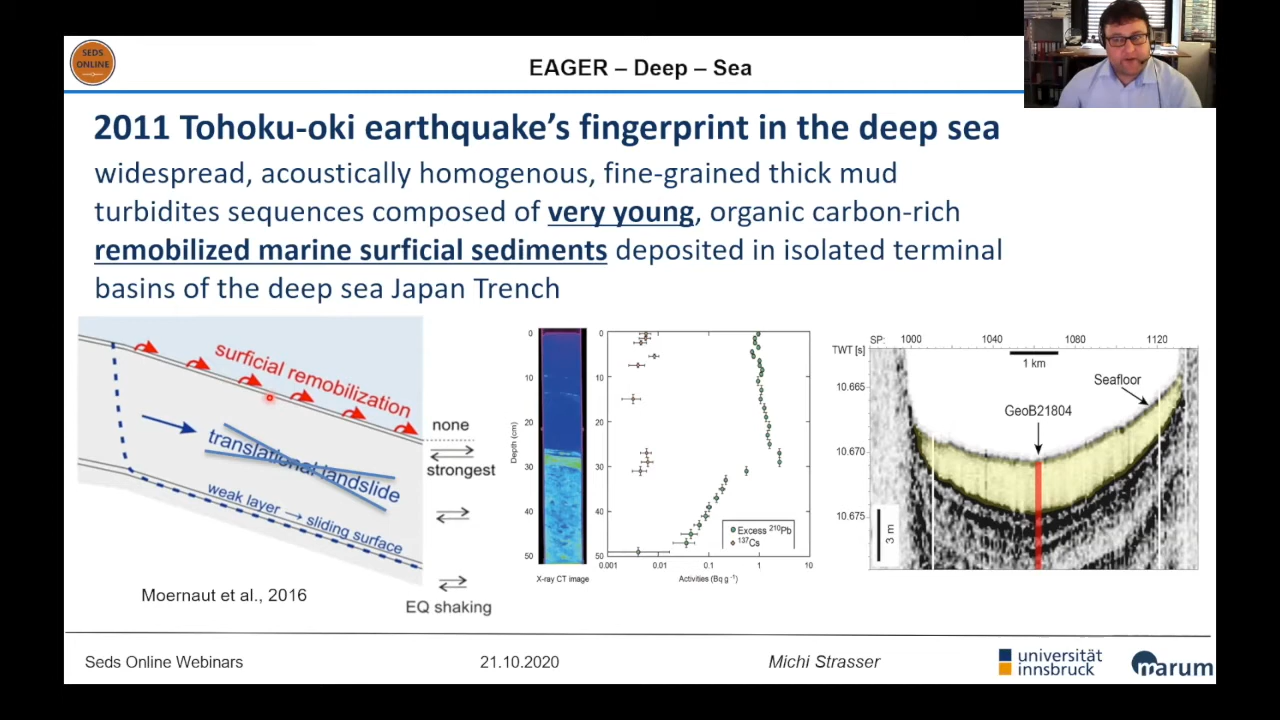 SEDS
ONLINE
EAGER – Deep – Sea
2011 Tohoku-oki earthquake's fingerprint in the deep sea
widespread, acoustically homogenous, fine-grained thick mud
turbidites sequences composed of very young, organic carbon-rich
remobilized marine surficial sediments deposited in isolated terminal
basins of the deep sea Japan Trench
surficial remobilization
translational landslide
weak layer → sliding surface
none
strongest
EQ shaking
Moernaut et al., 2016
Depth (cm)
0
10
20
30
40
50
X-ray CT image
0
10
20
30
40
50
Excess 210Pb
137Cs
0.001 0.01 0.1 1 10
Activities (Bq g-1)
SP: 1000 1040 1080 1120
TWT [s]
1 km
Seafloor
10.665
GeoB21804
10.670
10.675
3 m
Seds Online Webinars
21.10.2020
Michi Strasser
universität
innsbruck
marum